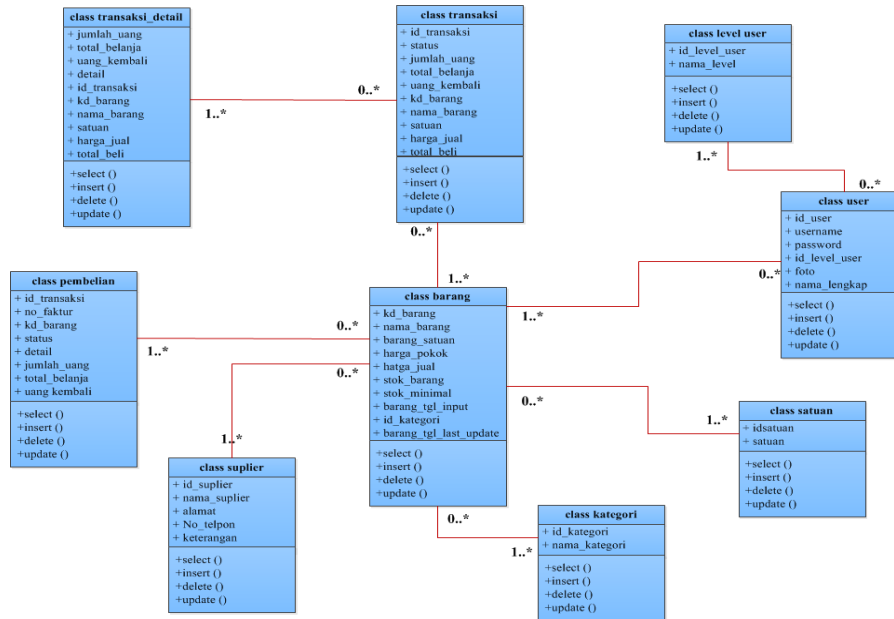 class transaksi_detail
+ jumlah_uang
+ total_belanja
+ uang_kembali
+ detail
+ id_transaksi
+ kd_barang
+ nama_barang
+ satuan
+ harga_jual
+ total_beli
+select ()
+insert ()
+delete ()
+update ()
1..*
0..*
class transaksi
+ id_transaksi
+ status
+ jumlah_uang
+ total_belanja
+ uang_kembali
+ kd_barang
+ nama_barang
+ satuan
+ harga_jual
+ total_beli
+select ()
+insert ()
+delete ()
+update ()
0..*
1..*
class level user
+ id_level_user
+ nama_level
+select ()
+insert ()
+delete ()
+update ()
1..*
0..*
class user
+ id_user
+ username
+ password
+ id_level_user
+ foto
+ nama_lengkap
+select ()
+insert ()
+delete ()
+update ()
0..*
1..*
class pembelian
+ id_transaksi
+ no_faktur
+ kd_barang
+ status
+ detail
+ jumlah_uang
+ total_belanja
+ uang kembali
+select ()
+insert ()
+delete ()
+update ()
1..*
0..*
class barang
+ kd_barang
+ nama_barang
+ barang_satuan
+ harga_pokok
+ hatga_jual
+ stok_barang
+ stok_minimal
+ barang_tgl_input
+ id_kategori
+ barang_tgl_last_update
+select ()
+insert ()
+delete ()
+update ()
0..*
1..*
class suplier
+ id_suplier
+ nama_suplier
+ alamat
+ No_telpon
+ keterangan
+select ()
+insert ()
+delete ()
+update ()
0..*
1..*
class satuan
+ idsatuan
+ satuan
+select ()
+insert ()
+delete ()
+update ()
0..*
1..*
class kategori
+ id_kategori
+ nama_kategori
+select ()
+insert ()
+delete ()
+update ()